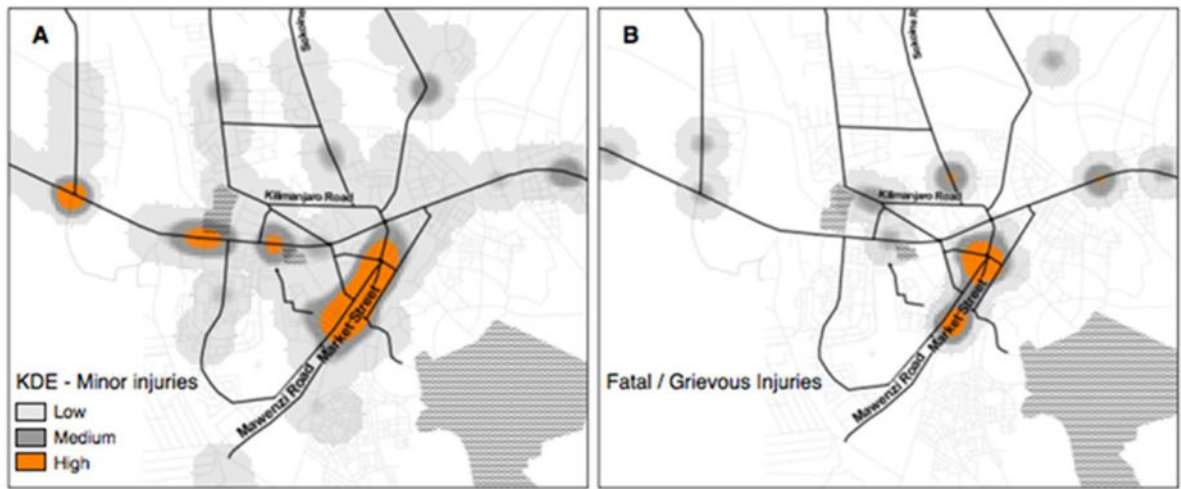 A
Kilimanjaro Road
Market Street
Mawenzi Road
KDE - Minor injuries
Low
Medium
High
B
Kilimanjaro Road
Market Street
Mawenzi Road
Fatal / Grievous Injuries